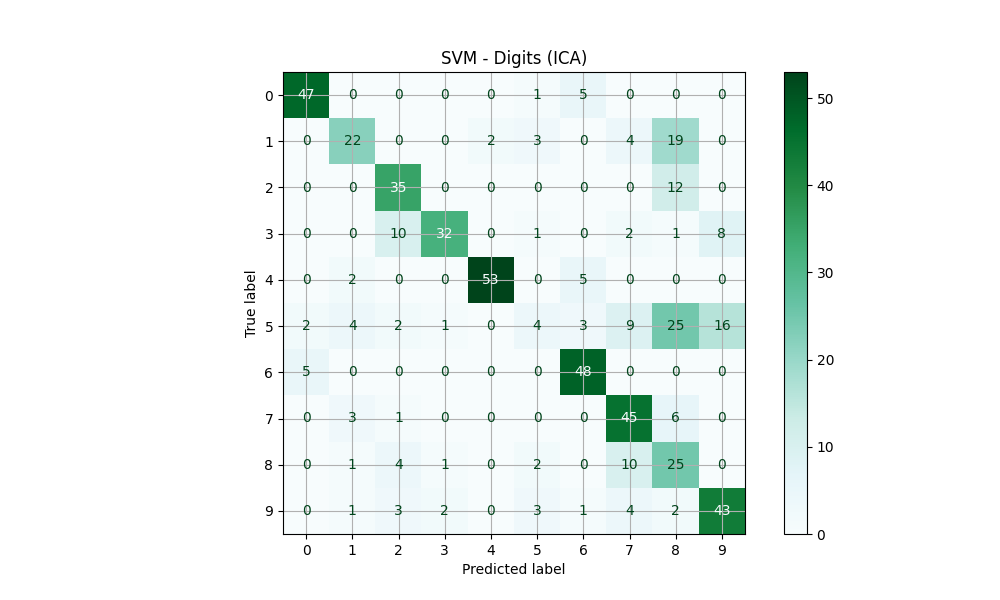 SVM - Digits (ICA)
0 47 0 0 0 0 1 5 0 0 0
1 0 22 0 0 2 3 0 4 19 0
2 0 0 35 0 0 0 0 0 12 0
3 0 0 10 32 0 1 0 2 1 8
4 0 2 0 0 53 0 5 0 0 0
5 2 4 2 1 0 4 3 9 25 16
6 5 0 0 0 0 0 48 0 0 0
7 0 3 1 0 0 0 0 45 6 0
8 0 1 4 1 0 2 0 10 25 0
9 0 1 3 2 0 3 1 4 2 43
0 1 2 3 4 5 6 7 8 9
Predicted label
True label
50
40
30
20
10
0